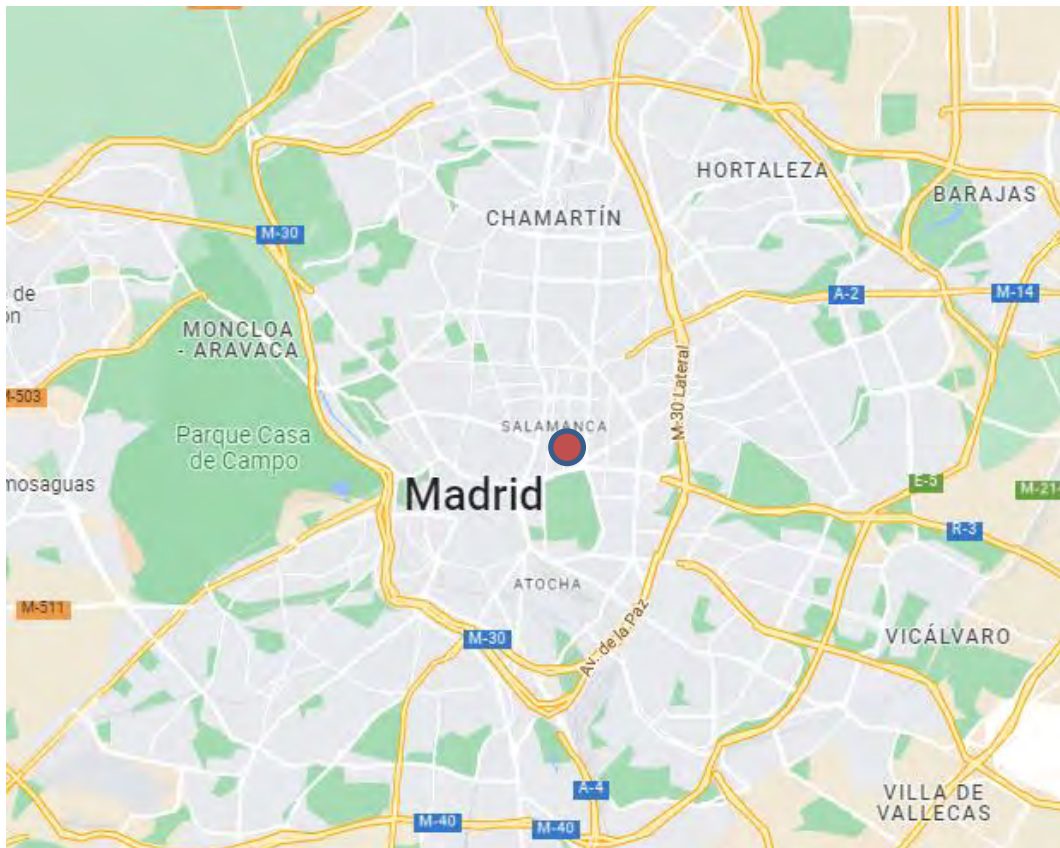 HORTALEZA
BARAJAS
CHAMARTÍN
M-30
de
ón
A-2
M-14
MONCLOA
- ARAVACA
M-30 Lateral
M-503
SALAMANCA
Parque Casa
de Campo
mosaguas
Madrid
E-5
M-21
R-3
ATOCHA
M-511
M-30
Av. de la Paz
VICÁLVARO
A-4
VILLA DE
VALLECAS
M-40
M-40